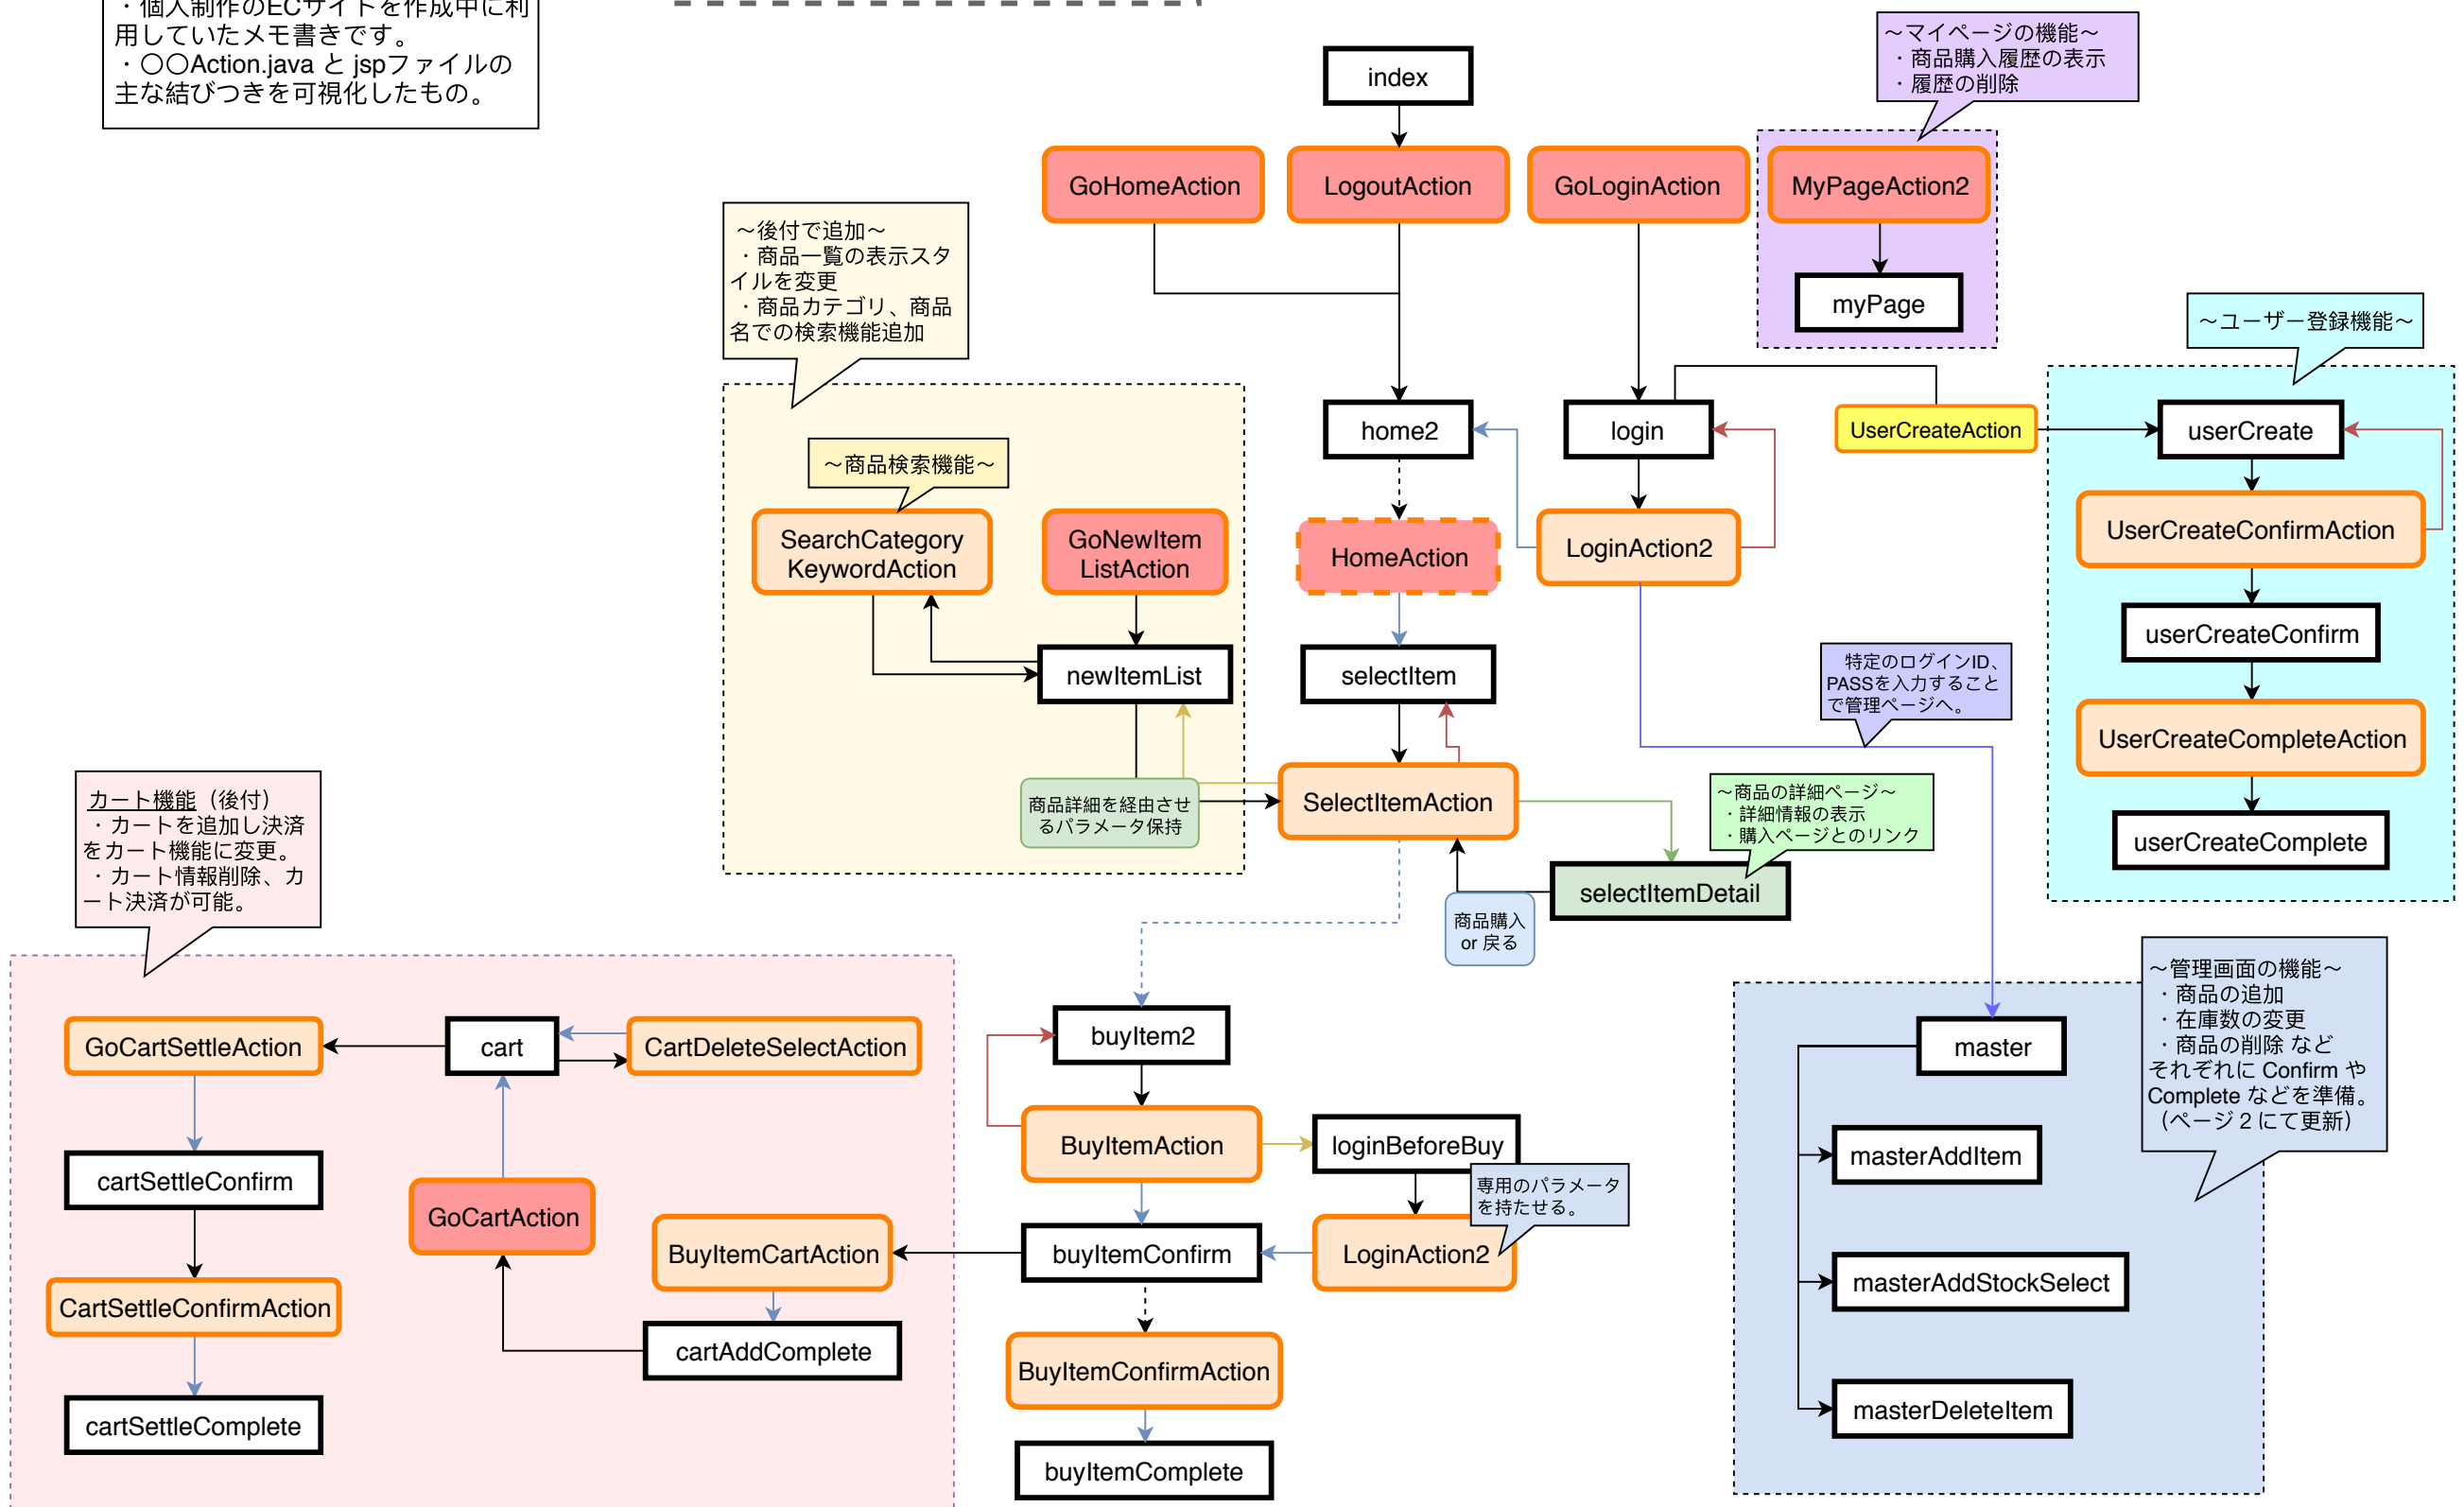 ・個人制作のECサイトを作成中に利
用していたメモ書きです。
・〇〇Action.java と jspファイルの
主な結びつきを可視化したもの。
index
～マイページの機能～
・商品購入履歴の表示
・履歴の削除
GoHomeAction
LogoutAction
GoLoginAction
MyPageAction2
myPage
～後付で追加～
・商品一覧の表示スタ
イルを変更
・商品カテゴリ、商品
名での検索機能追加
～ユーザー登録機能～
home2
login
UserCreateAction
userCreate
～商品検索機能～
SearchCategory
KeywordAction
GoNewItem
ListAction
HomeAction
LoginAction2
UserCreateConfirmAction
userCreateConfirm
newItemList
selectItem
特定のログインID、
PASSを入力すること
で管理ページへ。
UserCreateCompleteAction
userCreateComplete
カート機能（後付）
・カートを追加し決済
をカート機能に変更。
・カート情報削除、カ
ート決済が可能。
商品詳細を経由させ
るパラメータ保持
SelectItemAction
～商品の詳細ページ～
・詳細情報の表示
・購入ページとのリンク
selectItemDetail
商品購入
or 戻る
～管理画面の機能～
・商品の追加
・在庫数の変更
・商品の削除 など
それぞれに Confirm や
Complete などを準備。
（ページ２にて更新）
GoCartSettleAction
cart
CartDeleteSelectAction
buyItem2
master
BuyItemAction
loginBeforeBuy
masterAddItem
cartSettleConfirm
GoCartAction
専用のパラメータ
を持たせる。
BuyItemCartAction
buyItemConfirm
LoginAction2
masterAddStockSelect
CartSettleConfirmAction
cartAddComplete
BuyItemConfirmAction
masterDeleteItem
cartSettleComplete
buyItemComplete